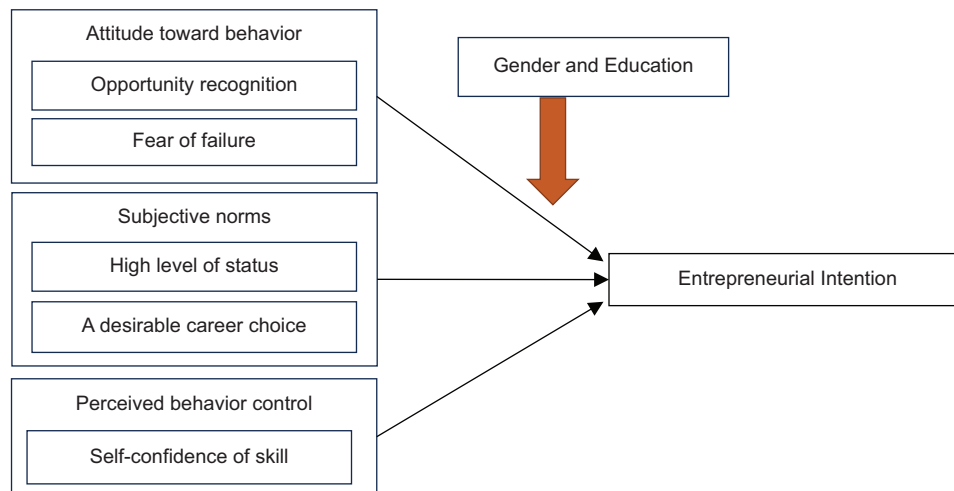 Attitude toward behavior
Opportunity recognition
Fear of failure
Gender and Education
Subjective norms
High level of status
A desirable career choice
Entrepreneurial Intention
Perceived behavior control
Self-confidence of skill